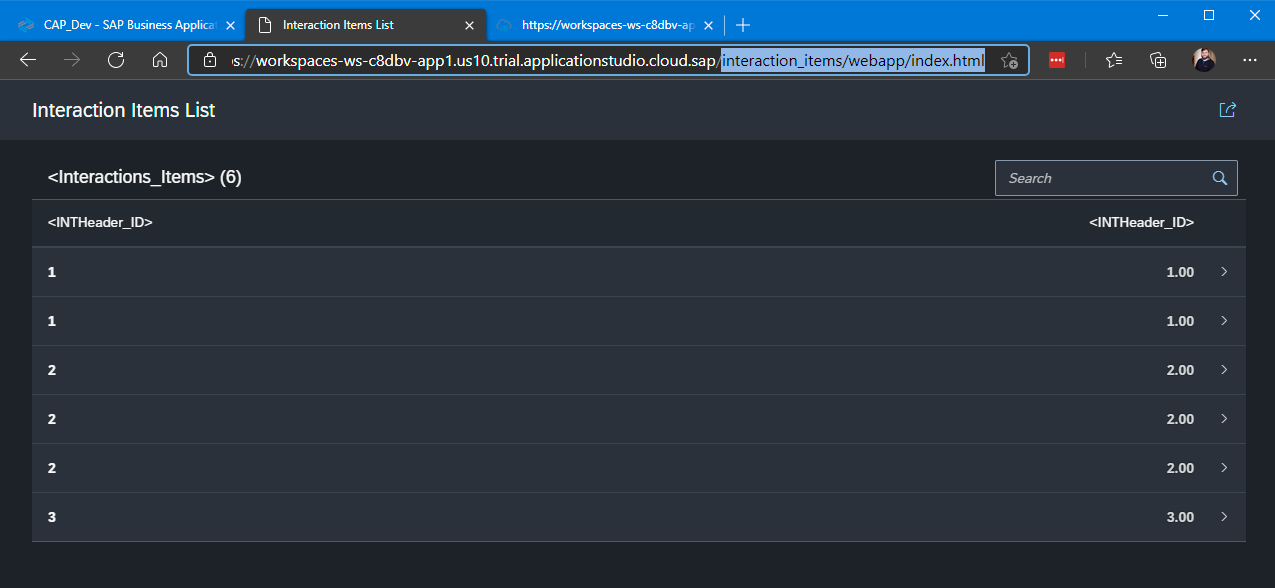 CAP_Dev - SAP Business Applica
Interaction Items List
https://workspaces-ws-c8dbv-ap
s://workspaces-ws-c8dbv-app1.us10.trial.applicationstudio.cloud.sap/interaction_items/webapp/index.html
Interaction Items List
<Interactions_Items> (6)
Search
<INTHeader_ID> <INTHeader_ID>
1 1.00
1 1.00
2 2.00
2 2.00
2 2.00
3 3.00